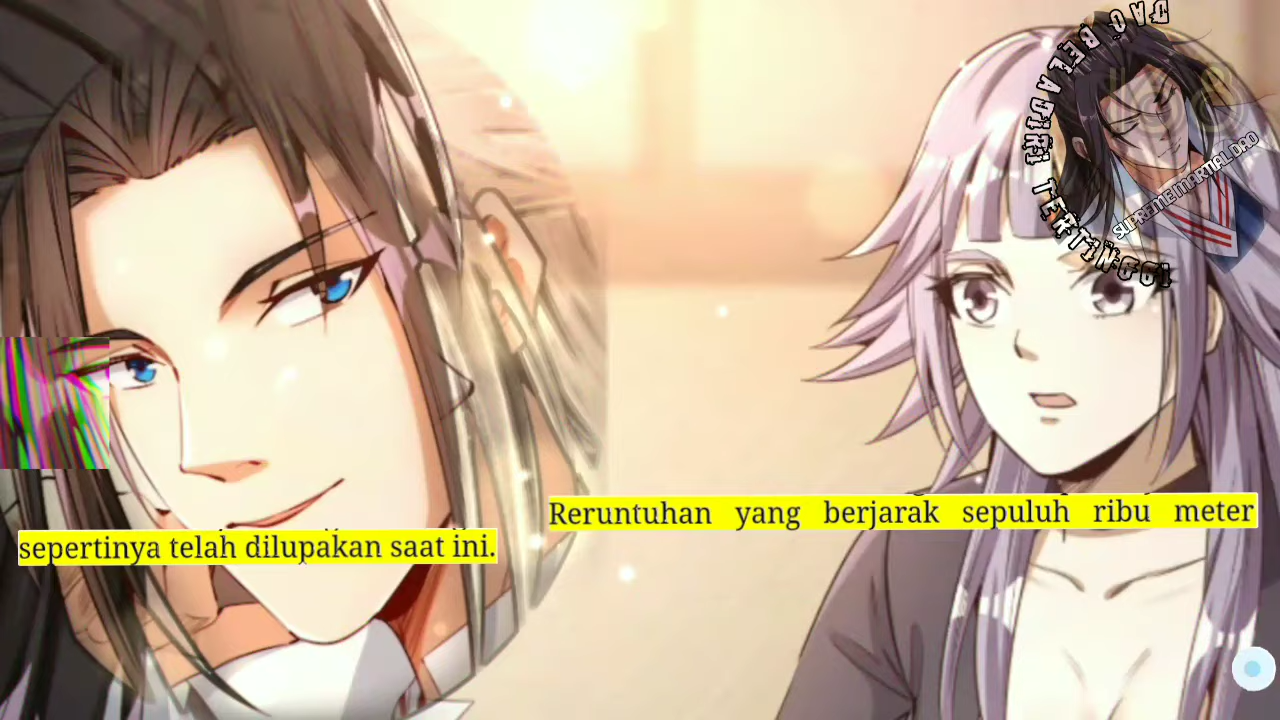 DAO BELADIRI TERTINGGI
SUPREME MARTIAL DAO
Reruntuhan yang berjarak sepuluh ribu meter
sepertinya telah dilupakan saat ini.